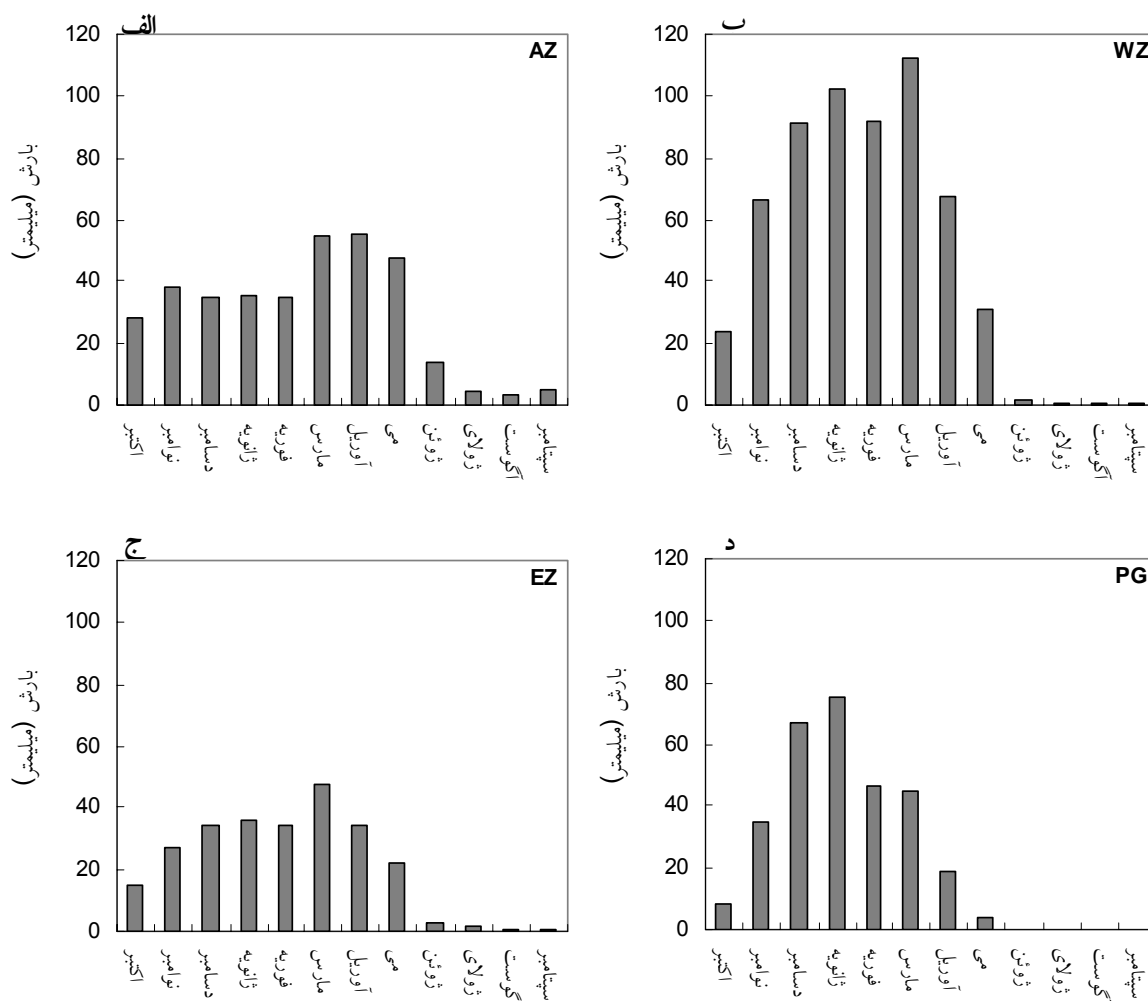 الف
AZ
بارش (میلیمتر)
120
100
80
60
40
20
0
اکتبر
نوامبر
دسامبر
ژانویه
فوریه
مارس
آوریل
می
ژوئن
ژولای
آگوست
سپتامبر
ب
WZ
بارش (میلیمتر)
120
100
80
60
40
20
0
اکتبر
نوامبر
دسامبر
ژانویه
فوریه
مارس
آوریل
می
ژوئن
ژولای
آگوست
سپتامبر
ج
EZ
بارش (میلیمتر)
120
100
80
60
40
20
0
اکتبر
نوامبر
دسامبر
ژانویه
فوریه
مارس
آوریل
می
ژوئن
ژولای
آگوست
سپتامبر
د
PG
بارش (میلیمتر)
120
100
80
60
40
20
0
اکتبر
نوامبر
دسامبر
ژانویه
فوریه
مارس
آوریل
می
ژوئن
ژولای
آگوست
سپتامبر